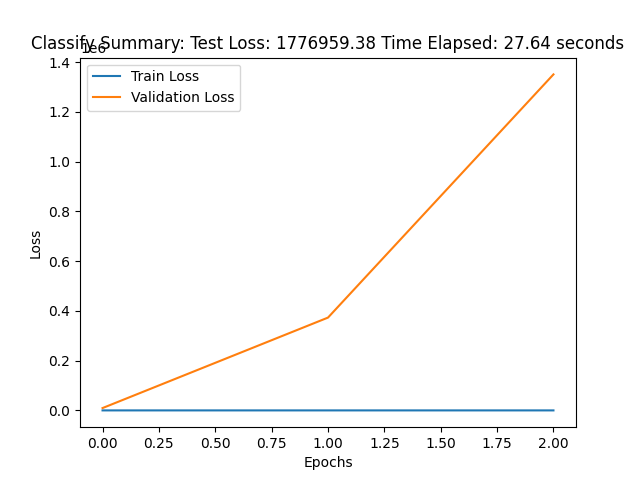 Classify Summary: Test Loss: 1776959.38 Time Elapsed: 27.64 seconds
1e6
1.4
1.2
1.0
0.8
0.6
0.4
0.2
0.0
Loss
Train Loss
Validation Loss
0.00 0.25 0.50 0.75 1.00 1.25 1.50 1.75 2.00
Epochs